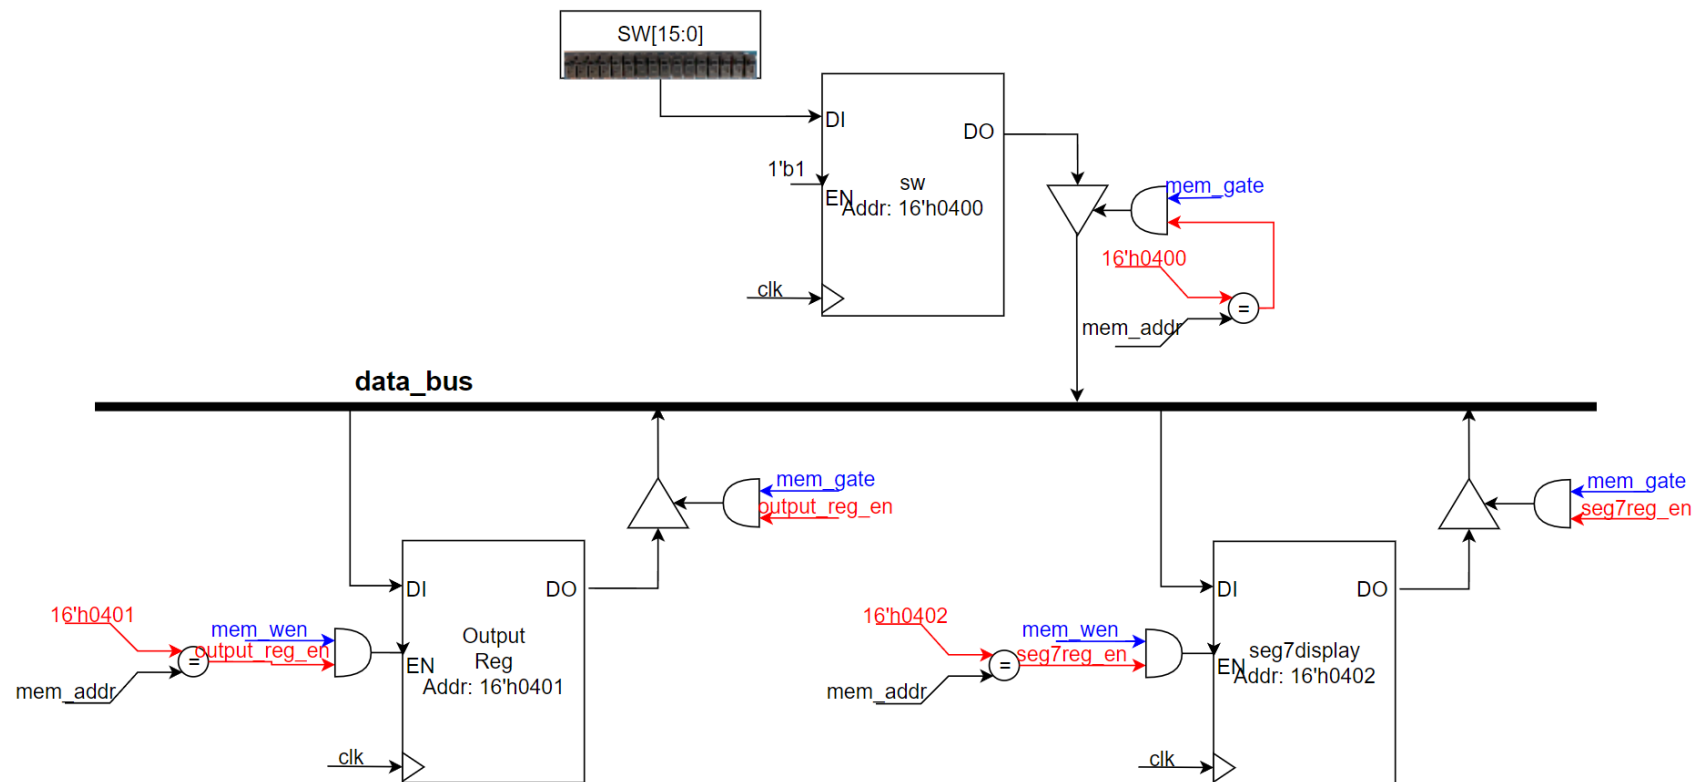 SW[15:0]
DI
DO
1'b1
EN
sw
Addr: 16'h0400
clk
mem_gate
16'h0400
=
mem_addr
data_bus
mem_gate
output_reg_en
DI
DO
16'h0401
mem_wen
output_reg_en
=
mem_addr
EN
Output
Reg
Addr: 16'h0401
clk
mem_gate
seg7reg_en
DI
DO
16'h0402
mem_wen
seg7reg_en
=
mem_addr
EN
seg7display
Addr: 16'h0402
clk